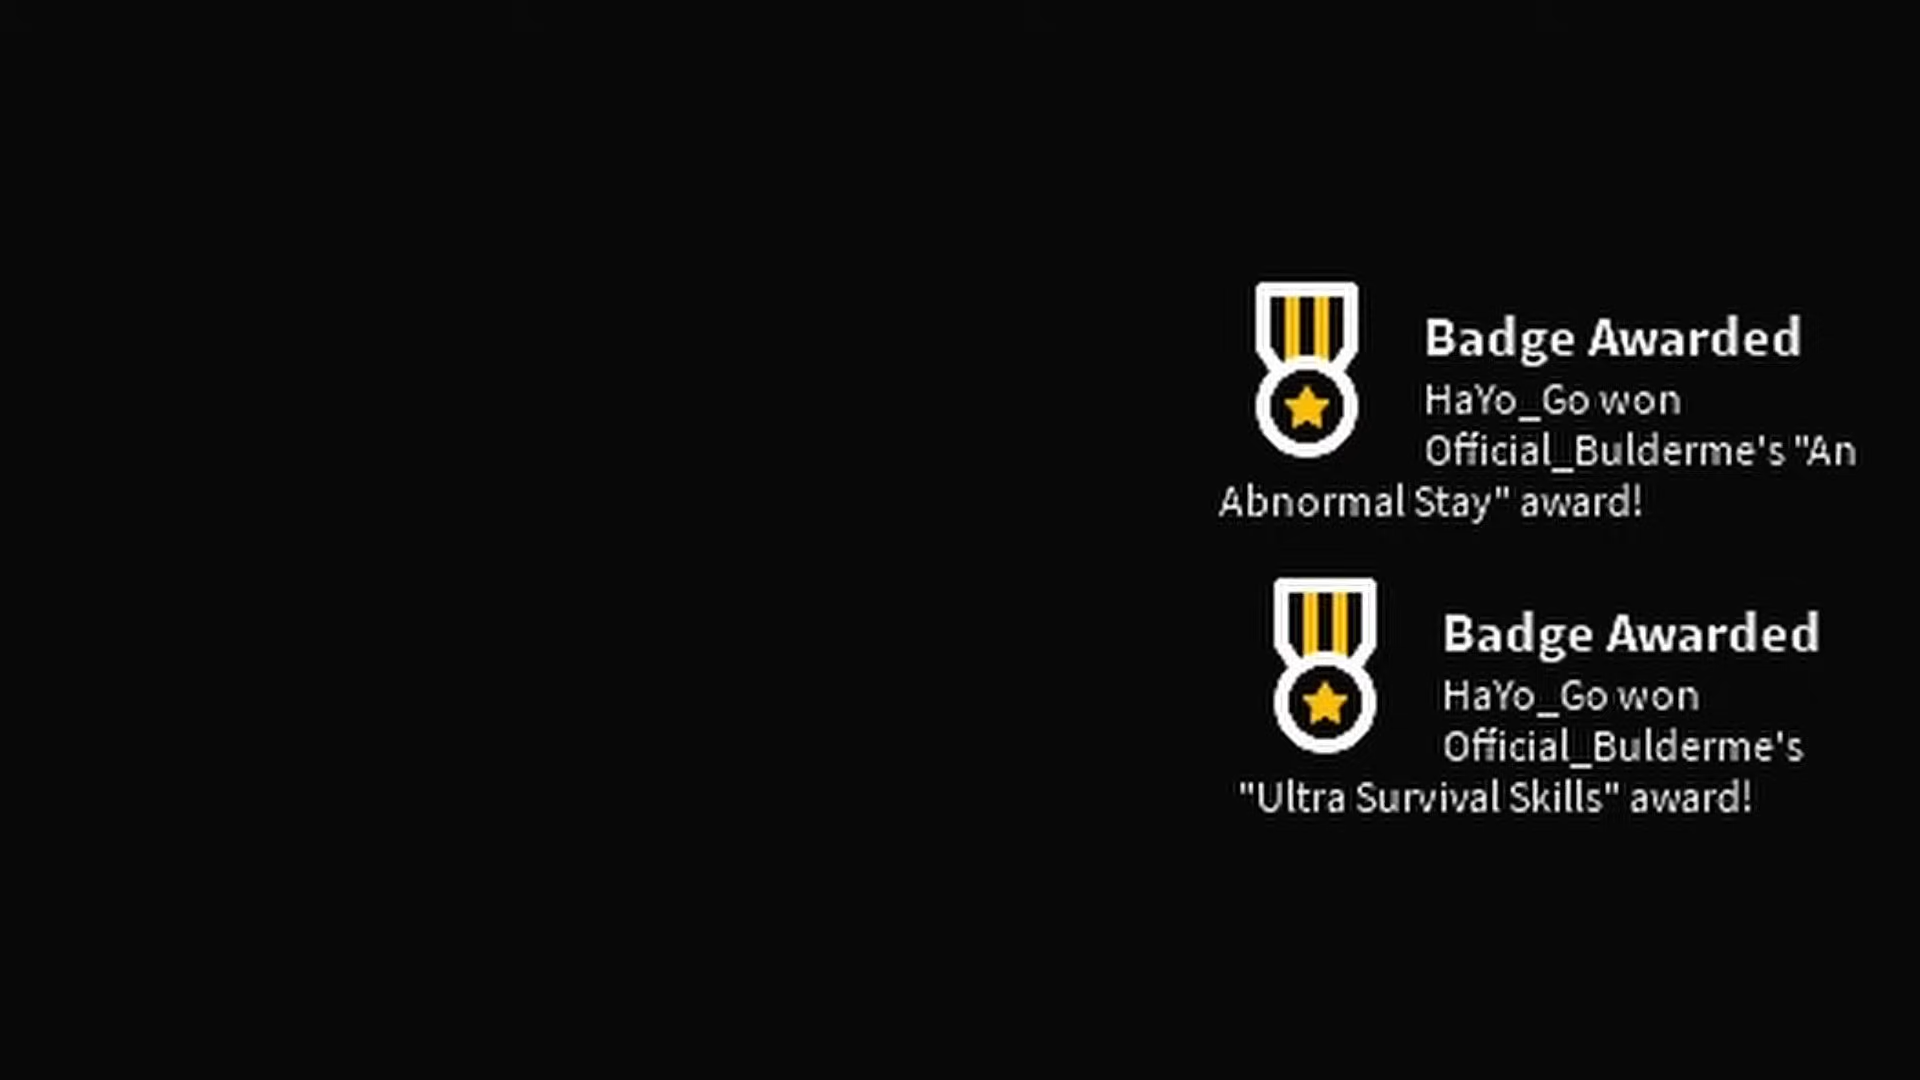 Badge Awarded
HaYo_Go won
Official_Bulderme's "An
Abnormal Stay" award!
Badge Awarded
HaYo_Go won
Official_Bulderme's
"Ultra Survival Skills" award!